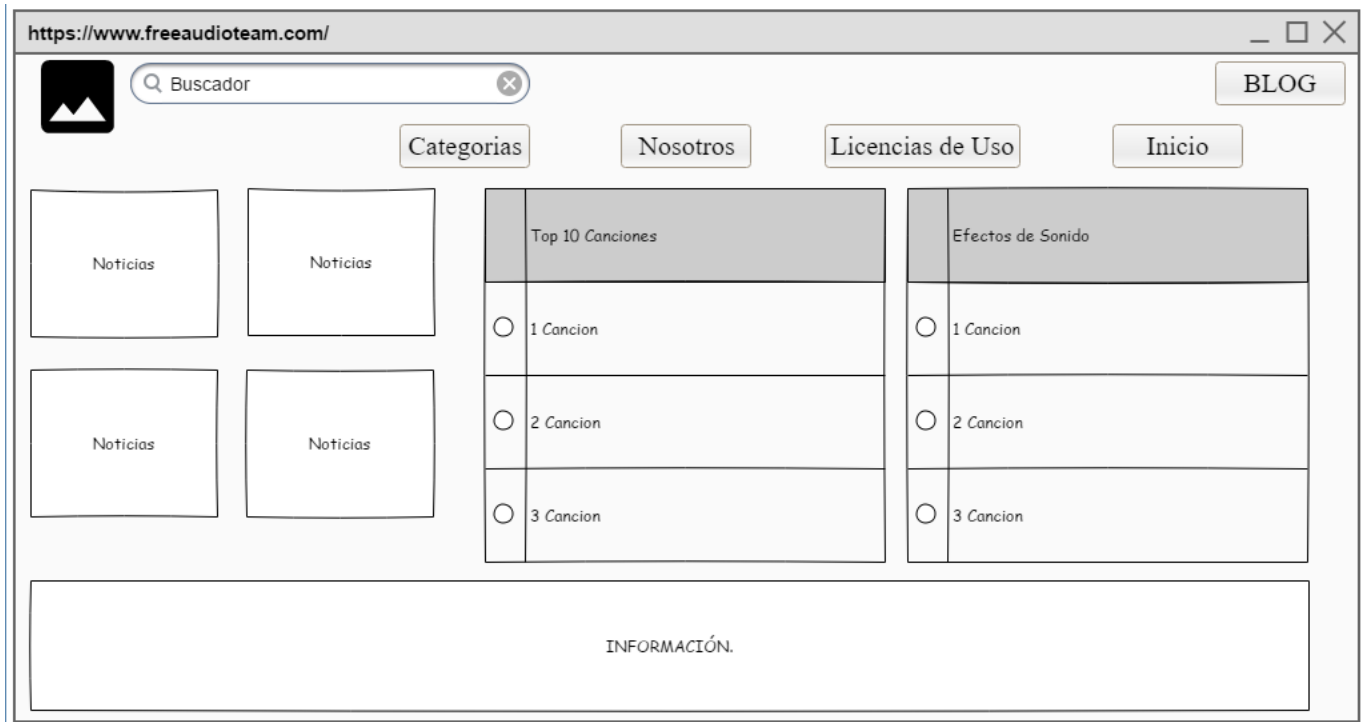 https://www.freeaudioteam.com/
Buscador
BLOG
Categorias
Nosotros
Licencias de Uso
Inicio
Noticias
Noticias
Noticias
Noticias
Top 10 Canciones
1 Cancion
2 Cancion
3 Cancion
Efectos de Sonido
1 Cancion
2 Cancion
3 Cancion
INFORMACIÓN.